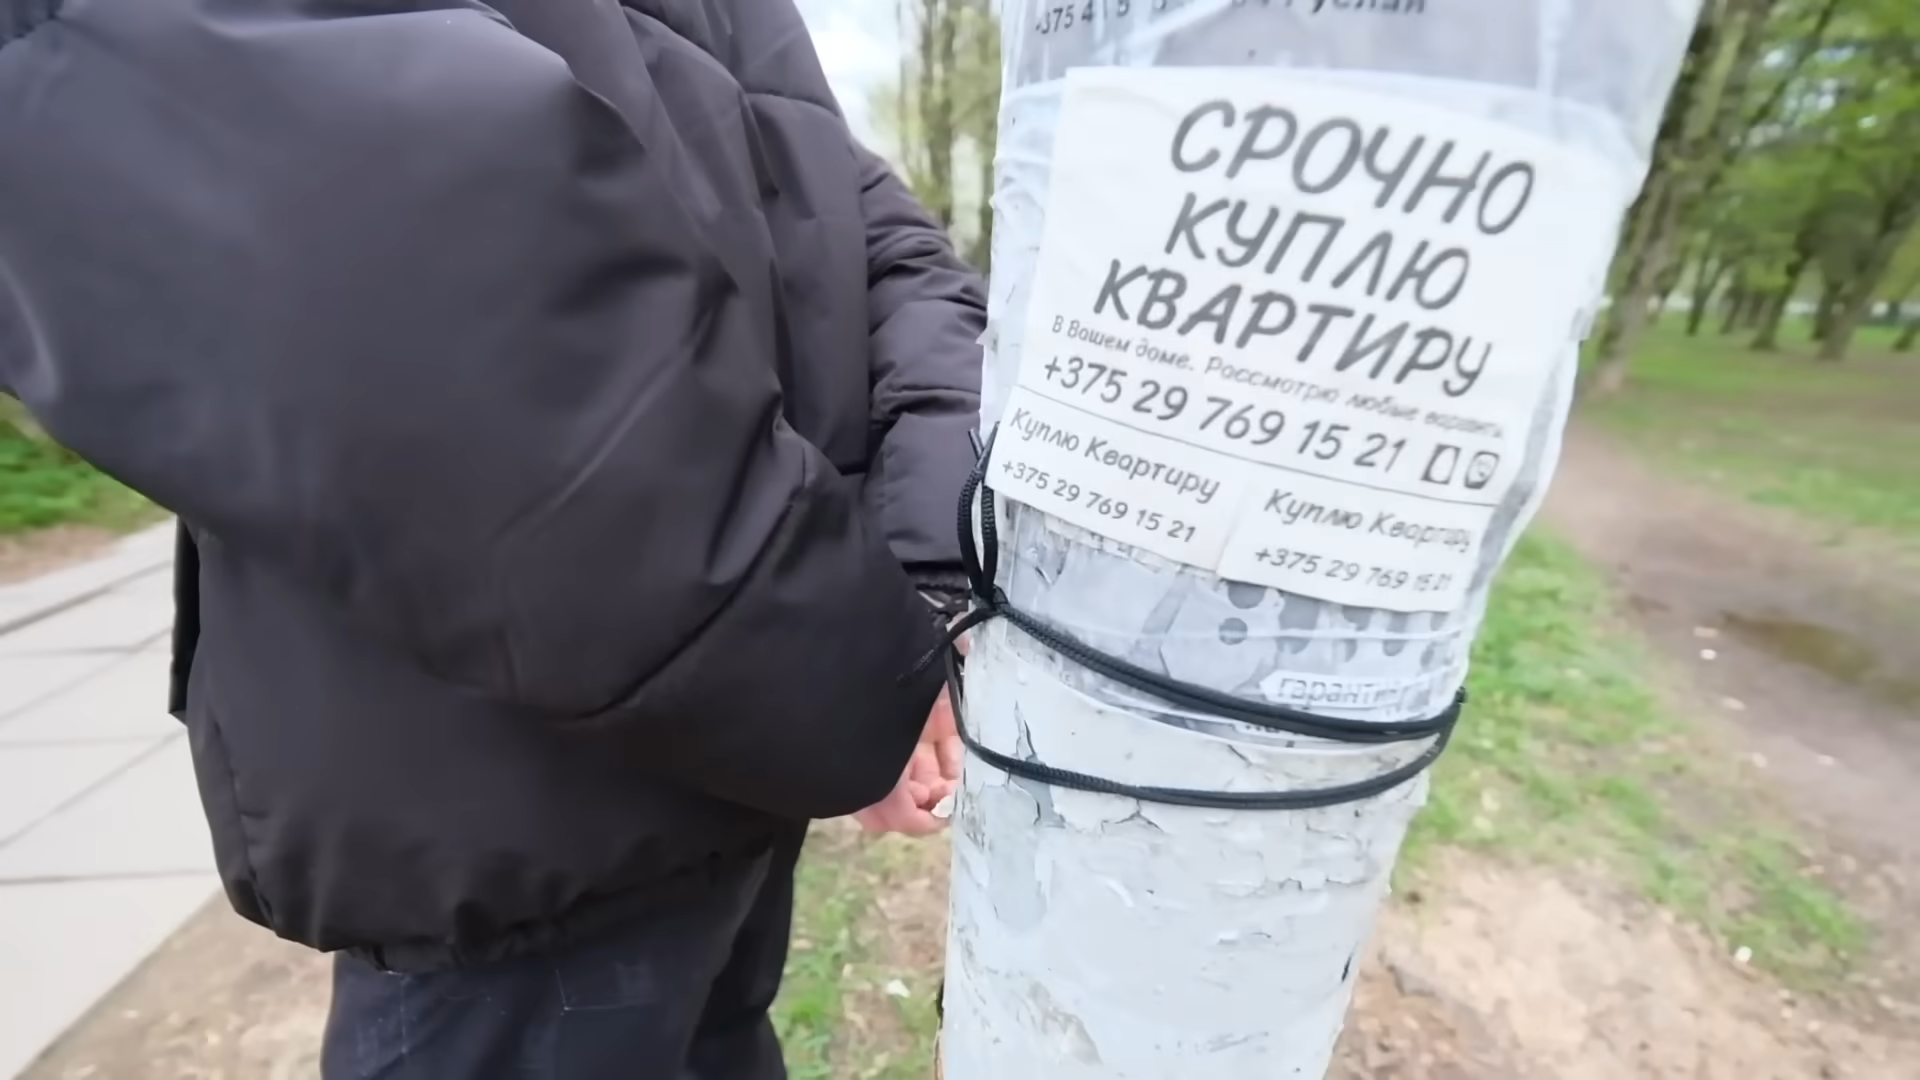 СРОЧНО
КУПЛЮ
КВАРТИРУ
В Вашем доме. Рассмотрю любые варианты
+375 29 769 15 21
Куплю Квартиру
+375 29 769 15 21
Куплю Квартиру
+375 29 769 15 21